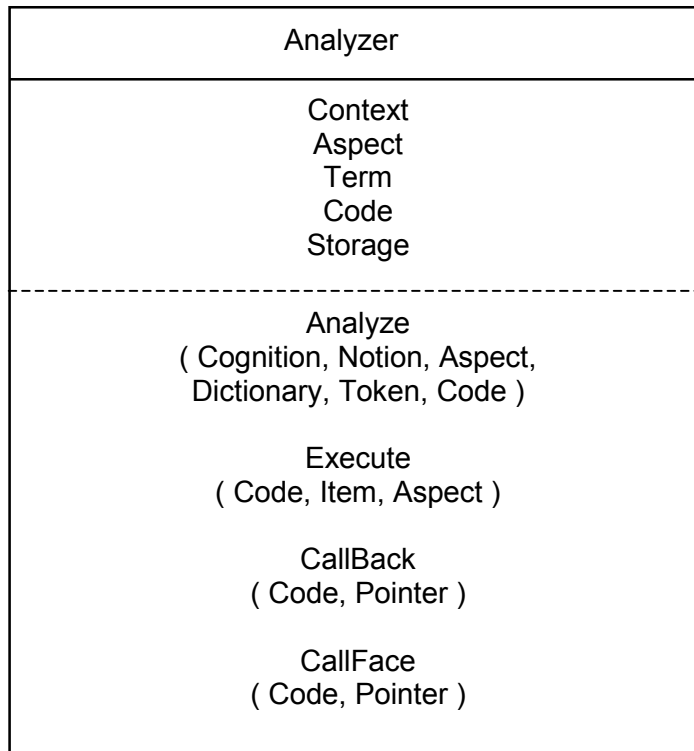 Analyzer
Context
Aspect
Term
Code
Storage
Analyze
( Cognition, Notion, Aspect,
Dictionary, Token, Code )
Execute
( Code, Item, Aspect )
CallBack
( Code, Pointer )
CallFace
( Code, Pointer )